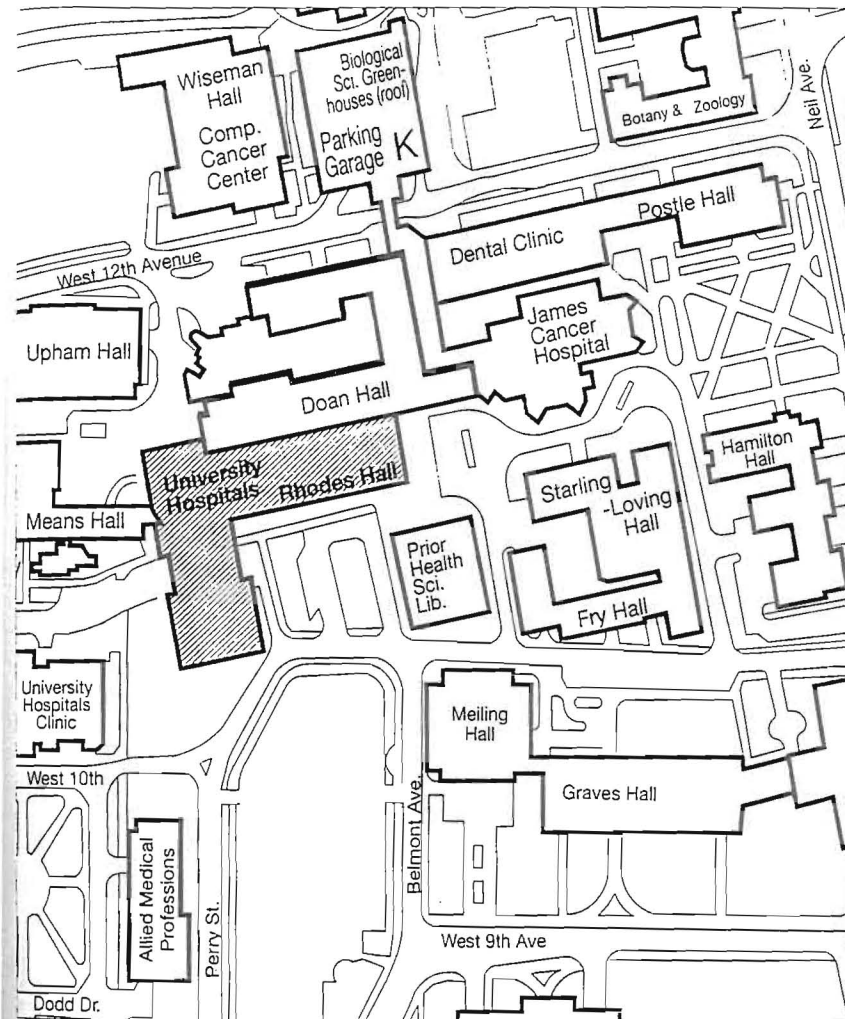 Wiseman
Hall
Comp.
Cancer
Center
Biological
Sci. Green-
houses (roof)
Parking
Garage K
Botany & Zoology
Neil Ave.
West 12th Avenue
Dental Clinic
Postle Hall
Upham Hall
James
Cancer
Hospital
Doan Hall
University
Hospitals
Rhodes Hall
Means Hall
Hamilton
Hall
Starling
-Loving
Hall
Prior
Health
Sci.
Lib.
Fry Hall
University
Hospitals
Clinic
Meiling
Hall
West 10th
Graves Hall
Belmont Ave.
Allied Medical
Professions
Perry St.
West 9th Ave
Dodd Dr.